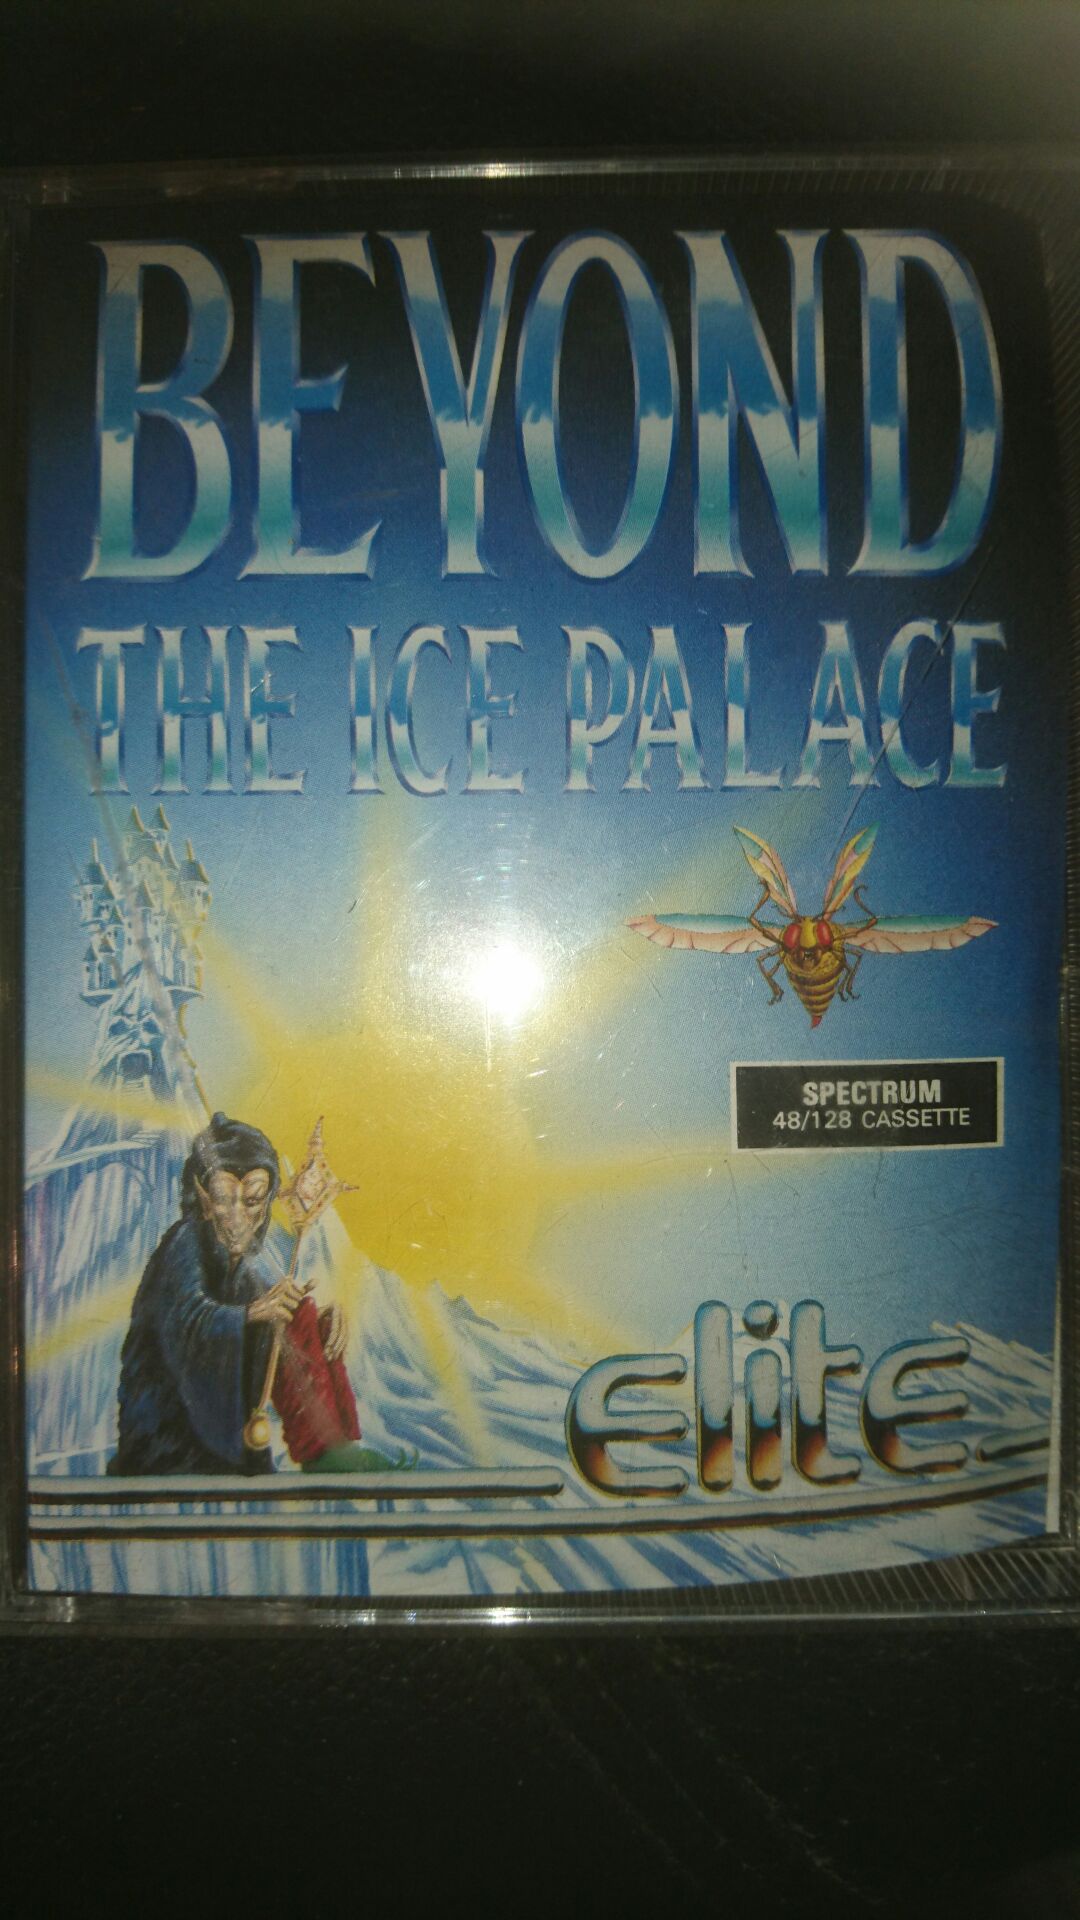 BEYOND
THE ICE PALACE
SPECTRUM
48/128 CASSETTE
elite